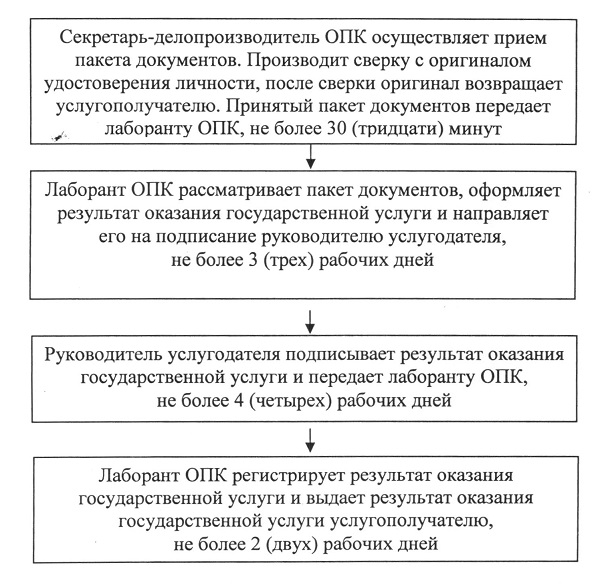 Секретарь-делопроизводитель ОПК осуществляет прием
пакета документов. Производит сверку с оригиналом
удостоверения личности, после сверки оригинал возвращает
услугополучателю. Принятый пакет документов передает
лаборанту ОПК, не более 30 (тридцати) минут
Лаборант ОПК рассматривает пакет документов, оформляет
результат оказания государственной услуги и направляет
его на подписание руководителю услугодателя,
не более 3 (трех) рабочих дней
Руководитель услугодателя подписывает результат оказания
государственной услуги и передает лаборанту ОПК,
не более 4 (четырех) рабочих дней
Лаборант ОПК регистрирует результат оказания
государственной услуги и выдает результат оказания
государственной услуги услугополучателю,
не более 2 (двух) рабочих дней